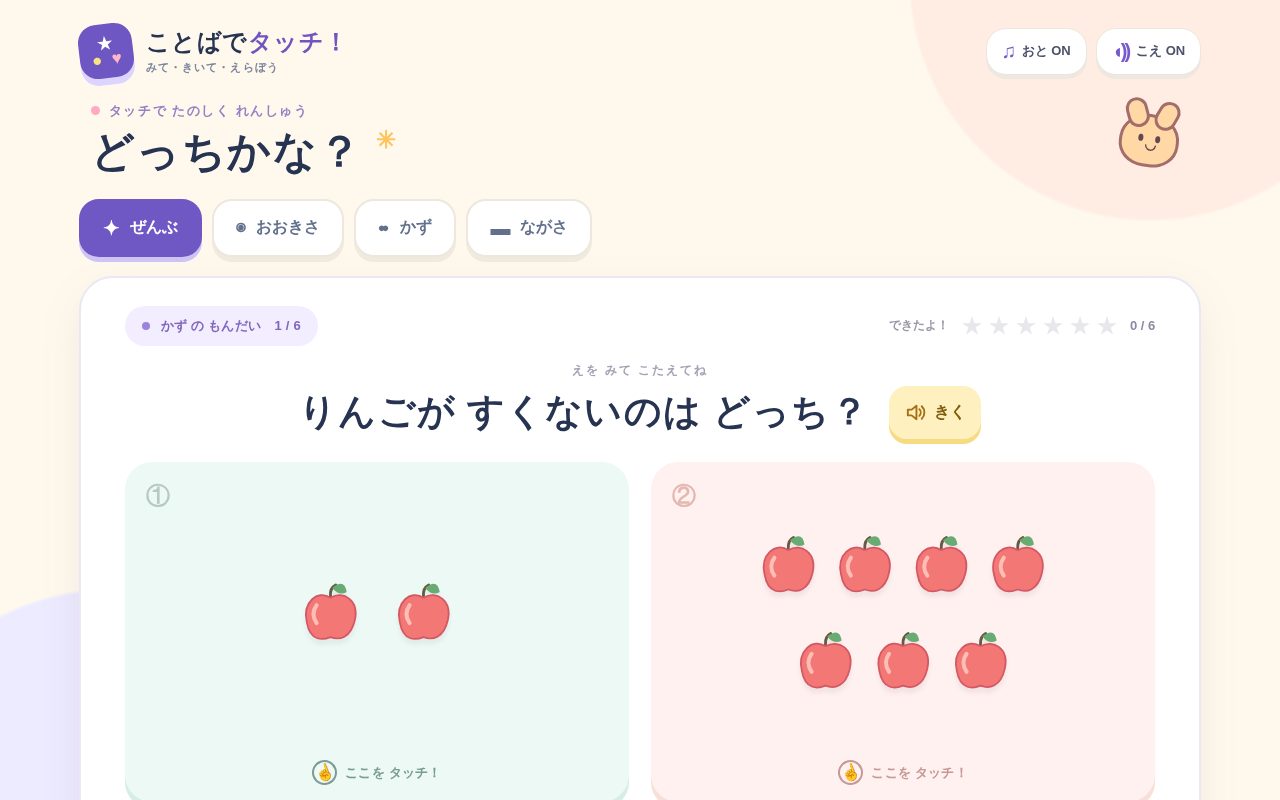 ことばでタッチ！
みて・きいて・えらぼう
おと ON
こえ ON
タッチで たのしく れんしゅう
どっちかな？
ぜんぶ
おおきさ
かず
ながさ
かず の もんだい 1 / 6
できたよ！ 0 / 6
えを みて こたえてね
りんごが すくないのは どっち？
きく
①
②
ここを タッチ！
ここを タッチ！